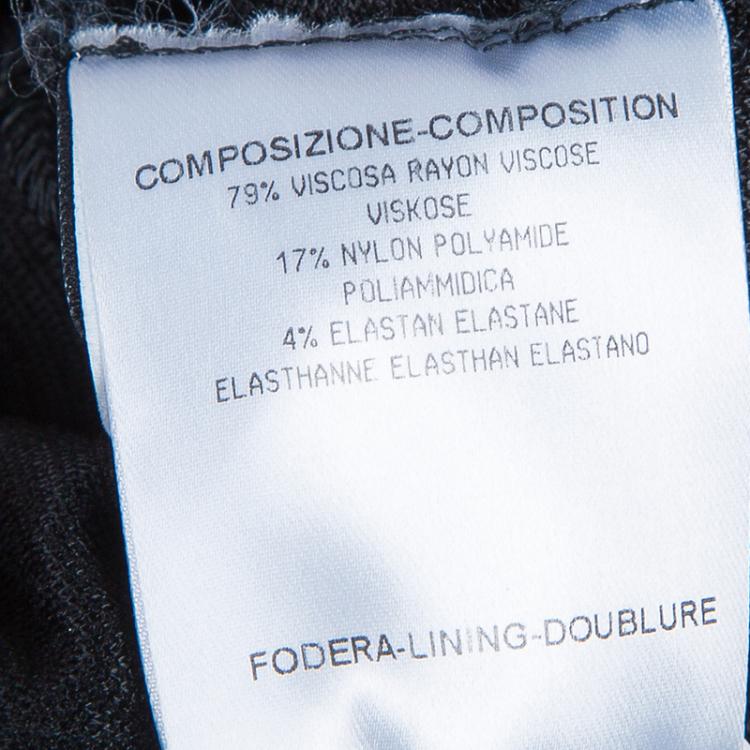 COMPOSIZIONE-COMPOSITION
79% VISCOSA RAYON VISCOSE
VISKOSE
17% NYLON POLYAMIDE
POLIAMMIDICA
4% ELASTAN ELASTANE
ELASTHANNE ELASTHAN ELASTANO
FODERA-LINING-DOUBLURE